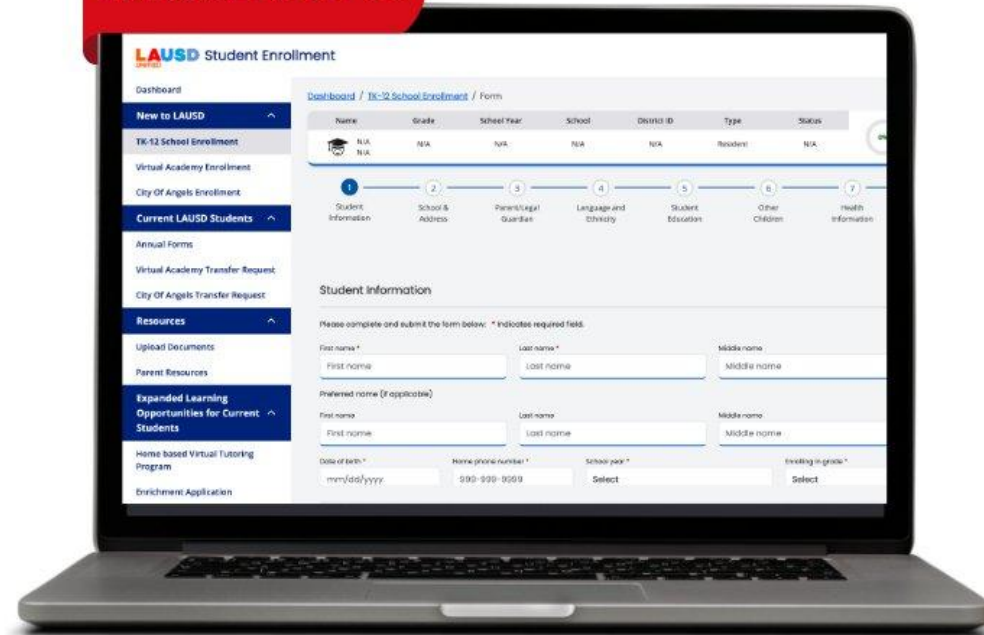 LAUSD Student Enrollment
UNIFIED
Dashboard
New to LAUSD
TK-12 School Enrollment
Virtual Academy Enrollment
City Of Angels Enrollment
Current LAUSD Students
Annual Forms
Virtual Academy Transfer Request
City Of Angels Transfer Request
Resources
Upload Documents
Parent Resources
Expanded Learning
Opportunities for Current
Students
Home based Virtual Tutoring
Program
Enrichment Application
Dashboard / TK-12 School Enrollment / Form
Name Grade School Year School District ID Type Status
N/A N/A N/A N/A N/A Resident N/A
N/A
1 2 3 4 5 6 7
Student School & Parent/Legal Language and Student Other Health
Information Address Guardian Ethnicity Education Children Information
Student Information
Please complete and submit the form below: * Indicates required field.
First name * Last name * Middle name
First name Last name Middle name
Preferred name (if applicable)
First name Last name Middle name
First name Last name Middle name
Date of birth * Home phone number * School year * Enrolling in grade *
mm/dd/yyyy 999-999-9999 Select Select